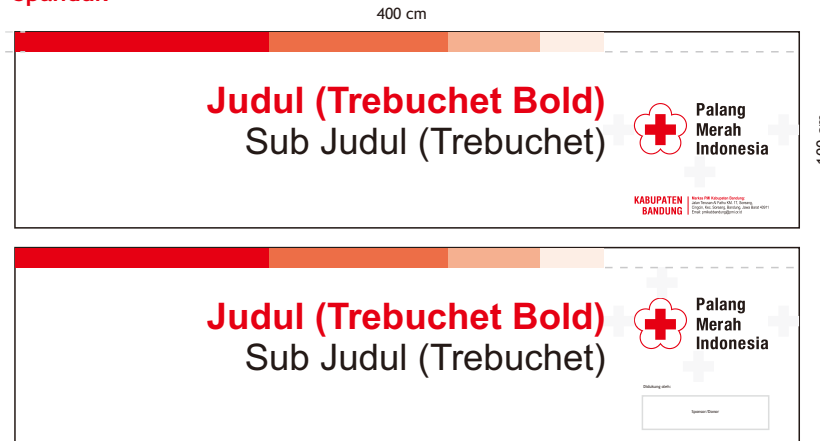 400 cm
Judul (Trebuchet Bold)
Sub Judul (Trebuchet)
Palang
Merah
Indonesia
KABUPATEN
BANDUNG
Markas PMI Kabupaten Bandung:
Judul (Trebuchet Bold)
Sub Judul (Trebuchet)
Palang
Merah
Indonesia
Didukung oleh:
Sponsor/Donor